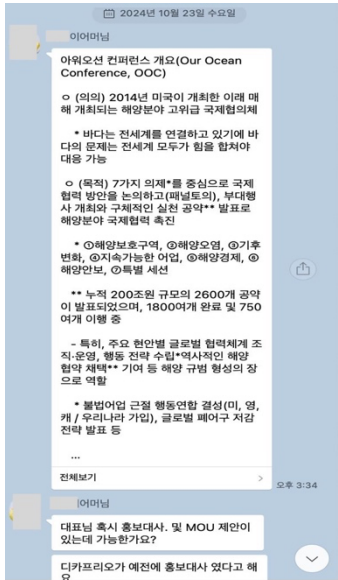 2024년 10월 23일 수요일
이어머님
아워오션 컨퍼런스 개요(Our Ocean
Conference, OOC)
ㅇ (의의) 2014년 미국이 개최한 이래 매
해 개최되는 해양분야 고위급 국제협의체
* 바다는 전세계를 연결하고 있기에 바
다의 문제는 전세계 모두가 힘을 합쳐야
대응 가능
ㅇ (목적) 7가지 의제*를 중심으로 국제
협력 방안을 논의하고(패널토의), 부대행
사 개최와 구체적인 실천 공약** 발표로
해양분야 국제협력 촉진
* ①해양보호구역, ②해양오염, ③기후
변화, ④지속가능한 어업, ⑤해양경제, ⑥
해양안보, ⑦특별 세션
** 누적 200조원 규모의 2600개 공약
이 발표되었으며, 1800여개 완료 및 750
여개 이행 중
- 특히, 주요 현안별 글로벌 협력체계 조
직·운영, 행동 전략 수립*역사적인 해양
협약 채택** 기여 등 해양 규범 형성의 장
으로 역할
* 불법어업 근절 행동연합 결성(미, 영,
캐 / 우리나라 가입), 글로벌 폐어구 저감
전략 발표 등
...
전체보기
오후 3:34
이어머님
대표님 혹시 홍보대사. 및 MOU 제안이
있는데 가능한가요?
디카프리오가 예전에 홍보대사 였다고 해
요